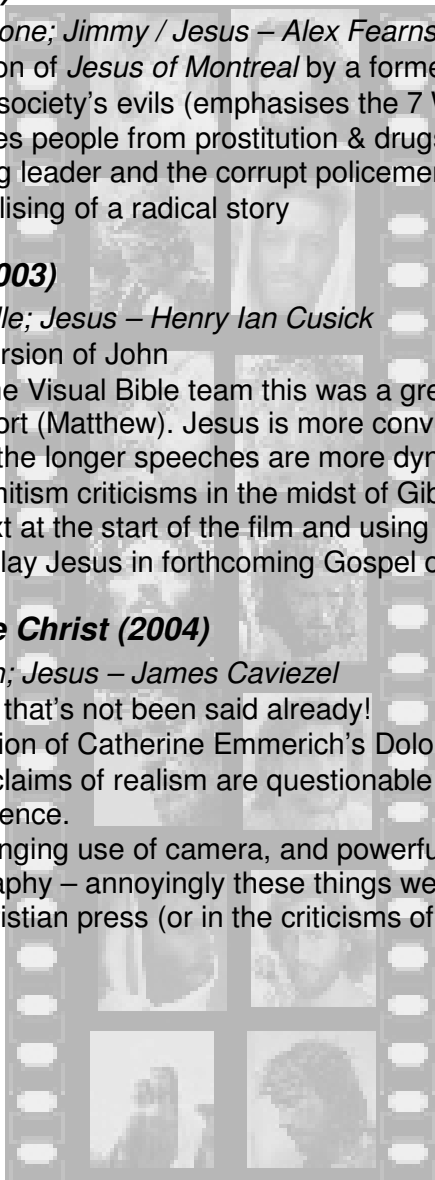 one; Jimmy / Jesus – Alex Fearns
on of Jesus of Montreal by a forme
society's evils (emphasises the 7 W
es people from prostitution & drugs
g leader and the corrupt policemen
lising of a radical story
003)
lle; Jesus – Henry Ian Cusick
ersion of John
ne Visual Bible team this was a gre
ort (Matthew). Jesus is more conv
the longer speeches are more dyn
nitism criticisms in the midst of Gib
xt at the start of the film and using
lay Jesus in forthcoming Gospel o
e Christ (2004)
n; Jesus – James Caviezel
that's not been said already!
tion of Catherine Emmerich's Dolo
claims of realism are questionable
ence.
nging use of camera, and powerfu
aphy – annoyingly these things we
istian press (or in the criticisms of